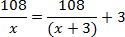 108/x = 108/(x + 3) + 3